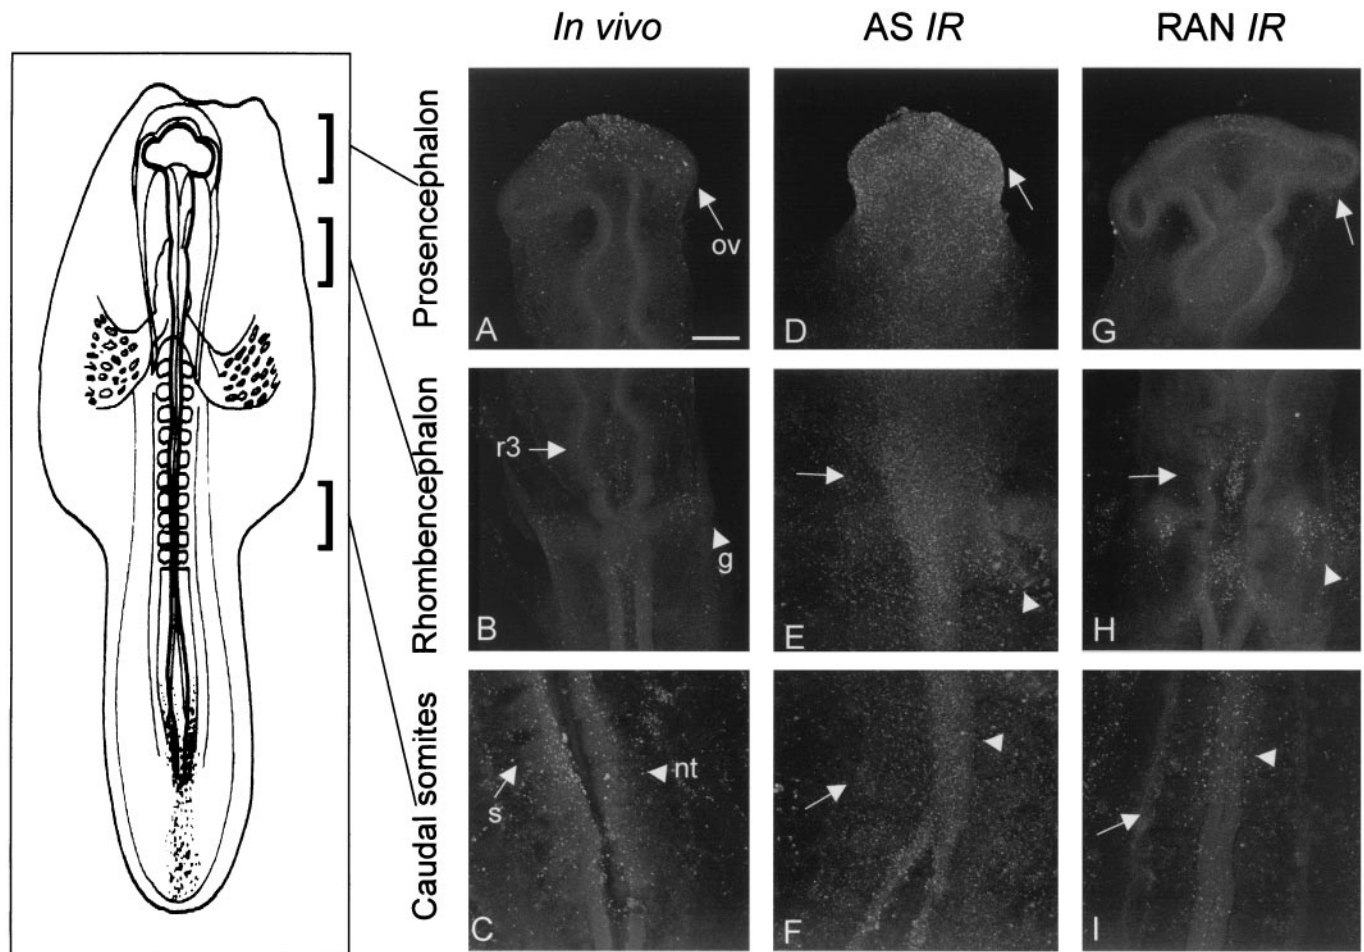 In vivo
AS IR
RAN IR
Prosencephalon
Rhombencephalon
Caudal somites
A
ov
D
G
r3
g
B
E
H
s
nt
C
F
I